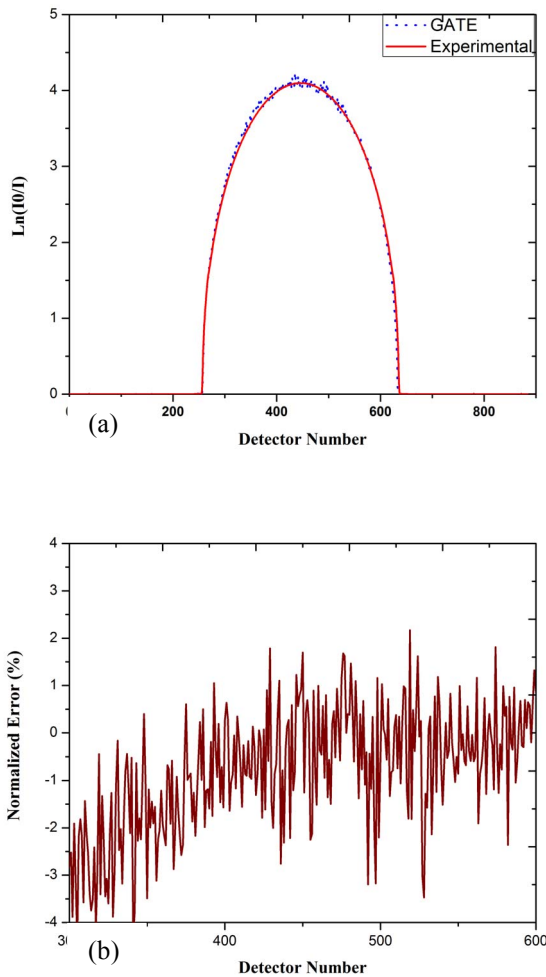 5
GATE
Experimental
4
3
2
1
0
Ln(I0/I)
200
400
600
800
(a)
Detector Number
4
3
2
1
0
-1
-2
-3
-4
Normalized Error (%)
400
500
600
(b)
Detector Number